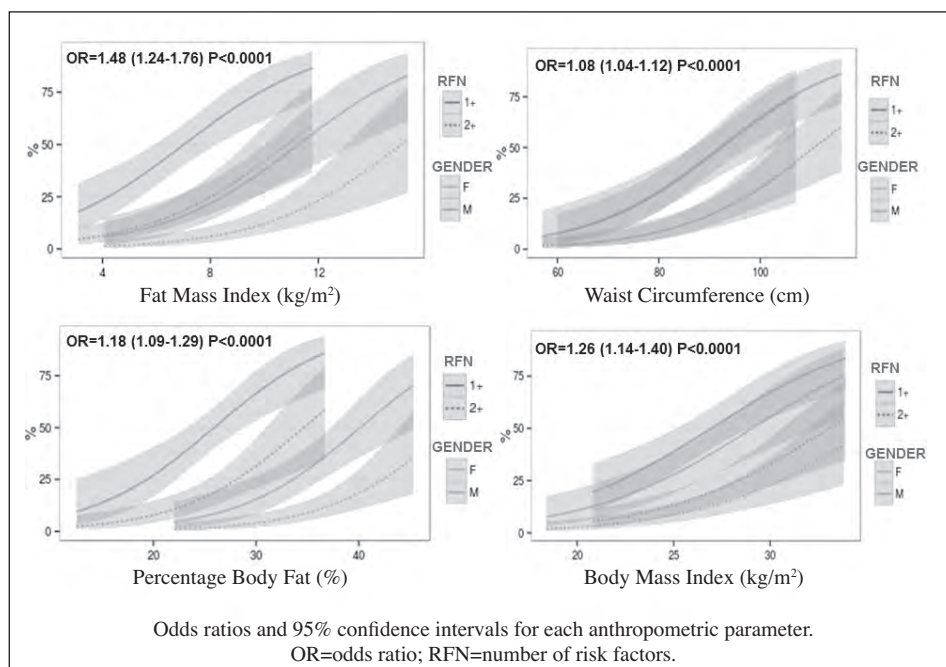 OR=1.48 (1.24-1.76) P<0.0001
75
50
25
0
%
4
8
12
Fat Mass Index (kg/m²)
RFN
1+
2+
GENDER
F
M
OR=1.08 (1.04-1.12) P<0.0001
75
50
25
0
%
60
80
100
Waist Circumference (cm)
RFN
1+
2+
GENDER
F
M
OR=1.18 (1.09-1.29) P<0.0001
75
50
25
0
%
20
30
40
Percentage Body Fat (%)
RFN
1+
2+
GENDER
F
M
OR=1.26 (1.14-1.40) P<0.0001
75
50
25
0
%
20
25
30
Body Mass Index (kg/m²)
RFN
1+
2+
GENDER
F
M
Odds ratios and 95% confidence intervals for each anthropometric parameter.
OR=odds ratio; RFN=number of risk factors.